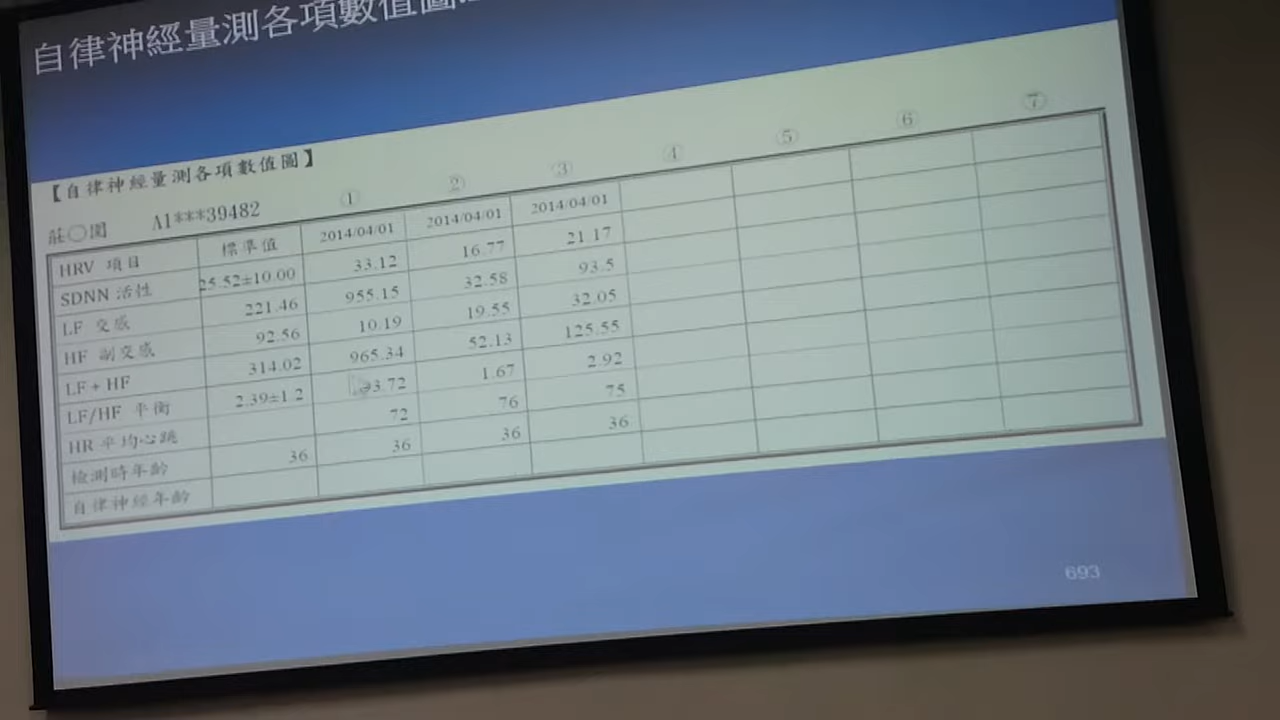 自律神經量測各項數值圖
【自律神經量測各項數值圖】
莊○ A1***39482
① ② ③ ④ ⑤ ⑥ ⑦
HRV 項目 標準值 2014/04/01 2014/04/01 2014/04/01
SDNN 活性 25.52±10.00 33.12 16.77 21.17
LF 交感 221.46 955.15 32.58 93.5
HF 副交感 92.56 10.19 19.55 32.05
LF+HF 314.02 965.34 52.13 125.55
LF/HF 平衡 2.39±1.2 93.72 1.67 2.92
HR 平均心跳 72 76 75
檢測時年齡 36 36 36 36
自律神經年齡
693